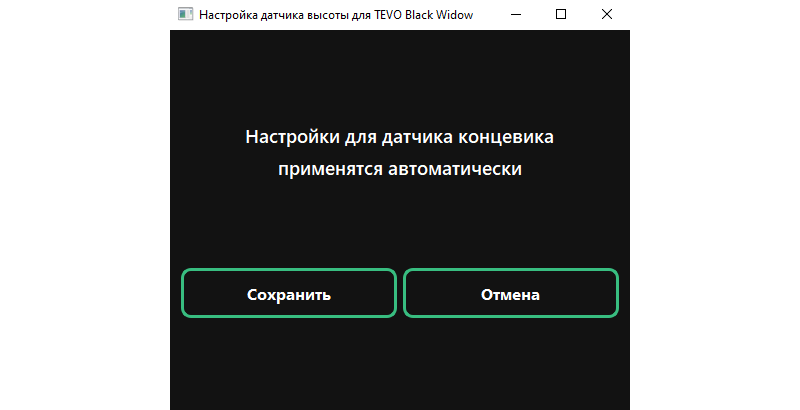 Настройка датчика высоты для TEVO Black Widow
Настройки для датчика концевика
применятся автоматически
Сохранить
Отмена